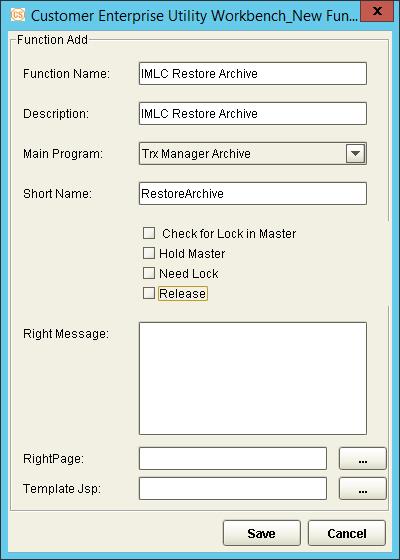 Customer Enterprise Utility Workbench_New Fun...
Function Add
Function Name: IMLC Restore Archive
Description: IMLC Restore Archive
Main Program: Trx Manager Archive
Short Name: RestoreArchive
Check for Lock in Master
Hold Master
Need Lock
Release
Right Message:
RightPage: ...
Template Jsp: ...
Save Cancel